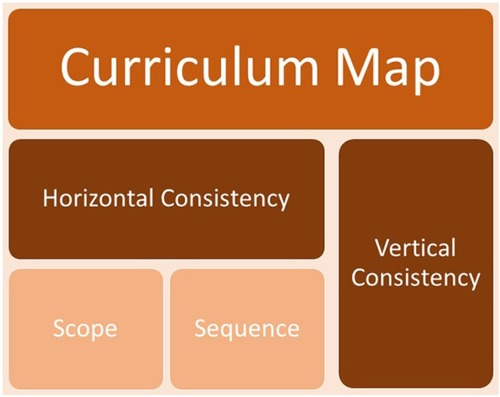 Curriculum Map
Horizontal Consistency
Vertical
Consistency
Scope
Sequence